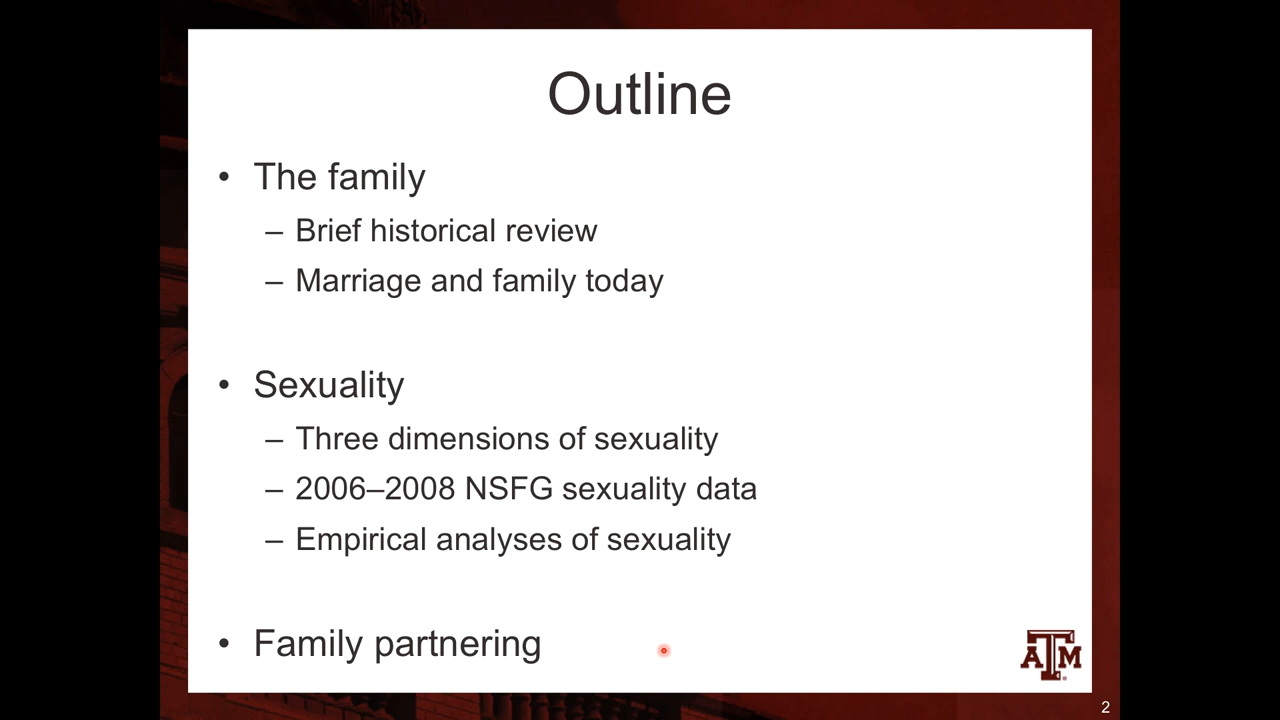 Outline
• The family
– Brief historical review
– Marriage and family today
• Sexuality
– Three dimensions of sexuality
– 2006–2008 NSFG sexuality data
– Empirical analyses of sexuality
• Family partnering
ATM
2